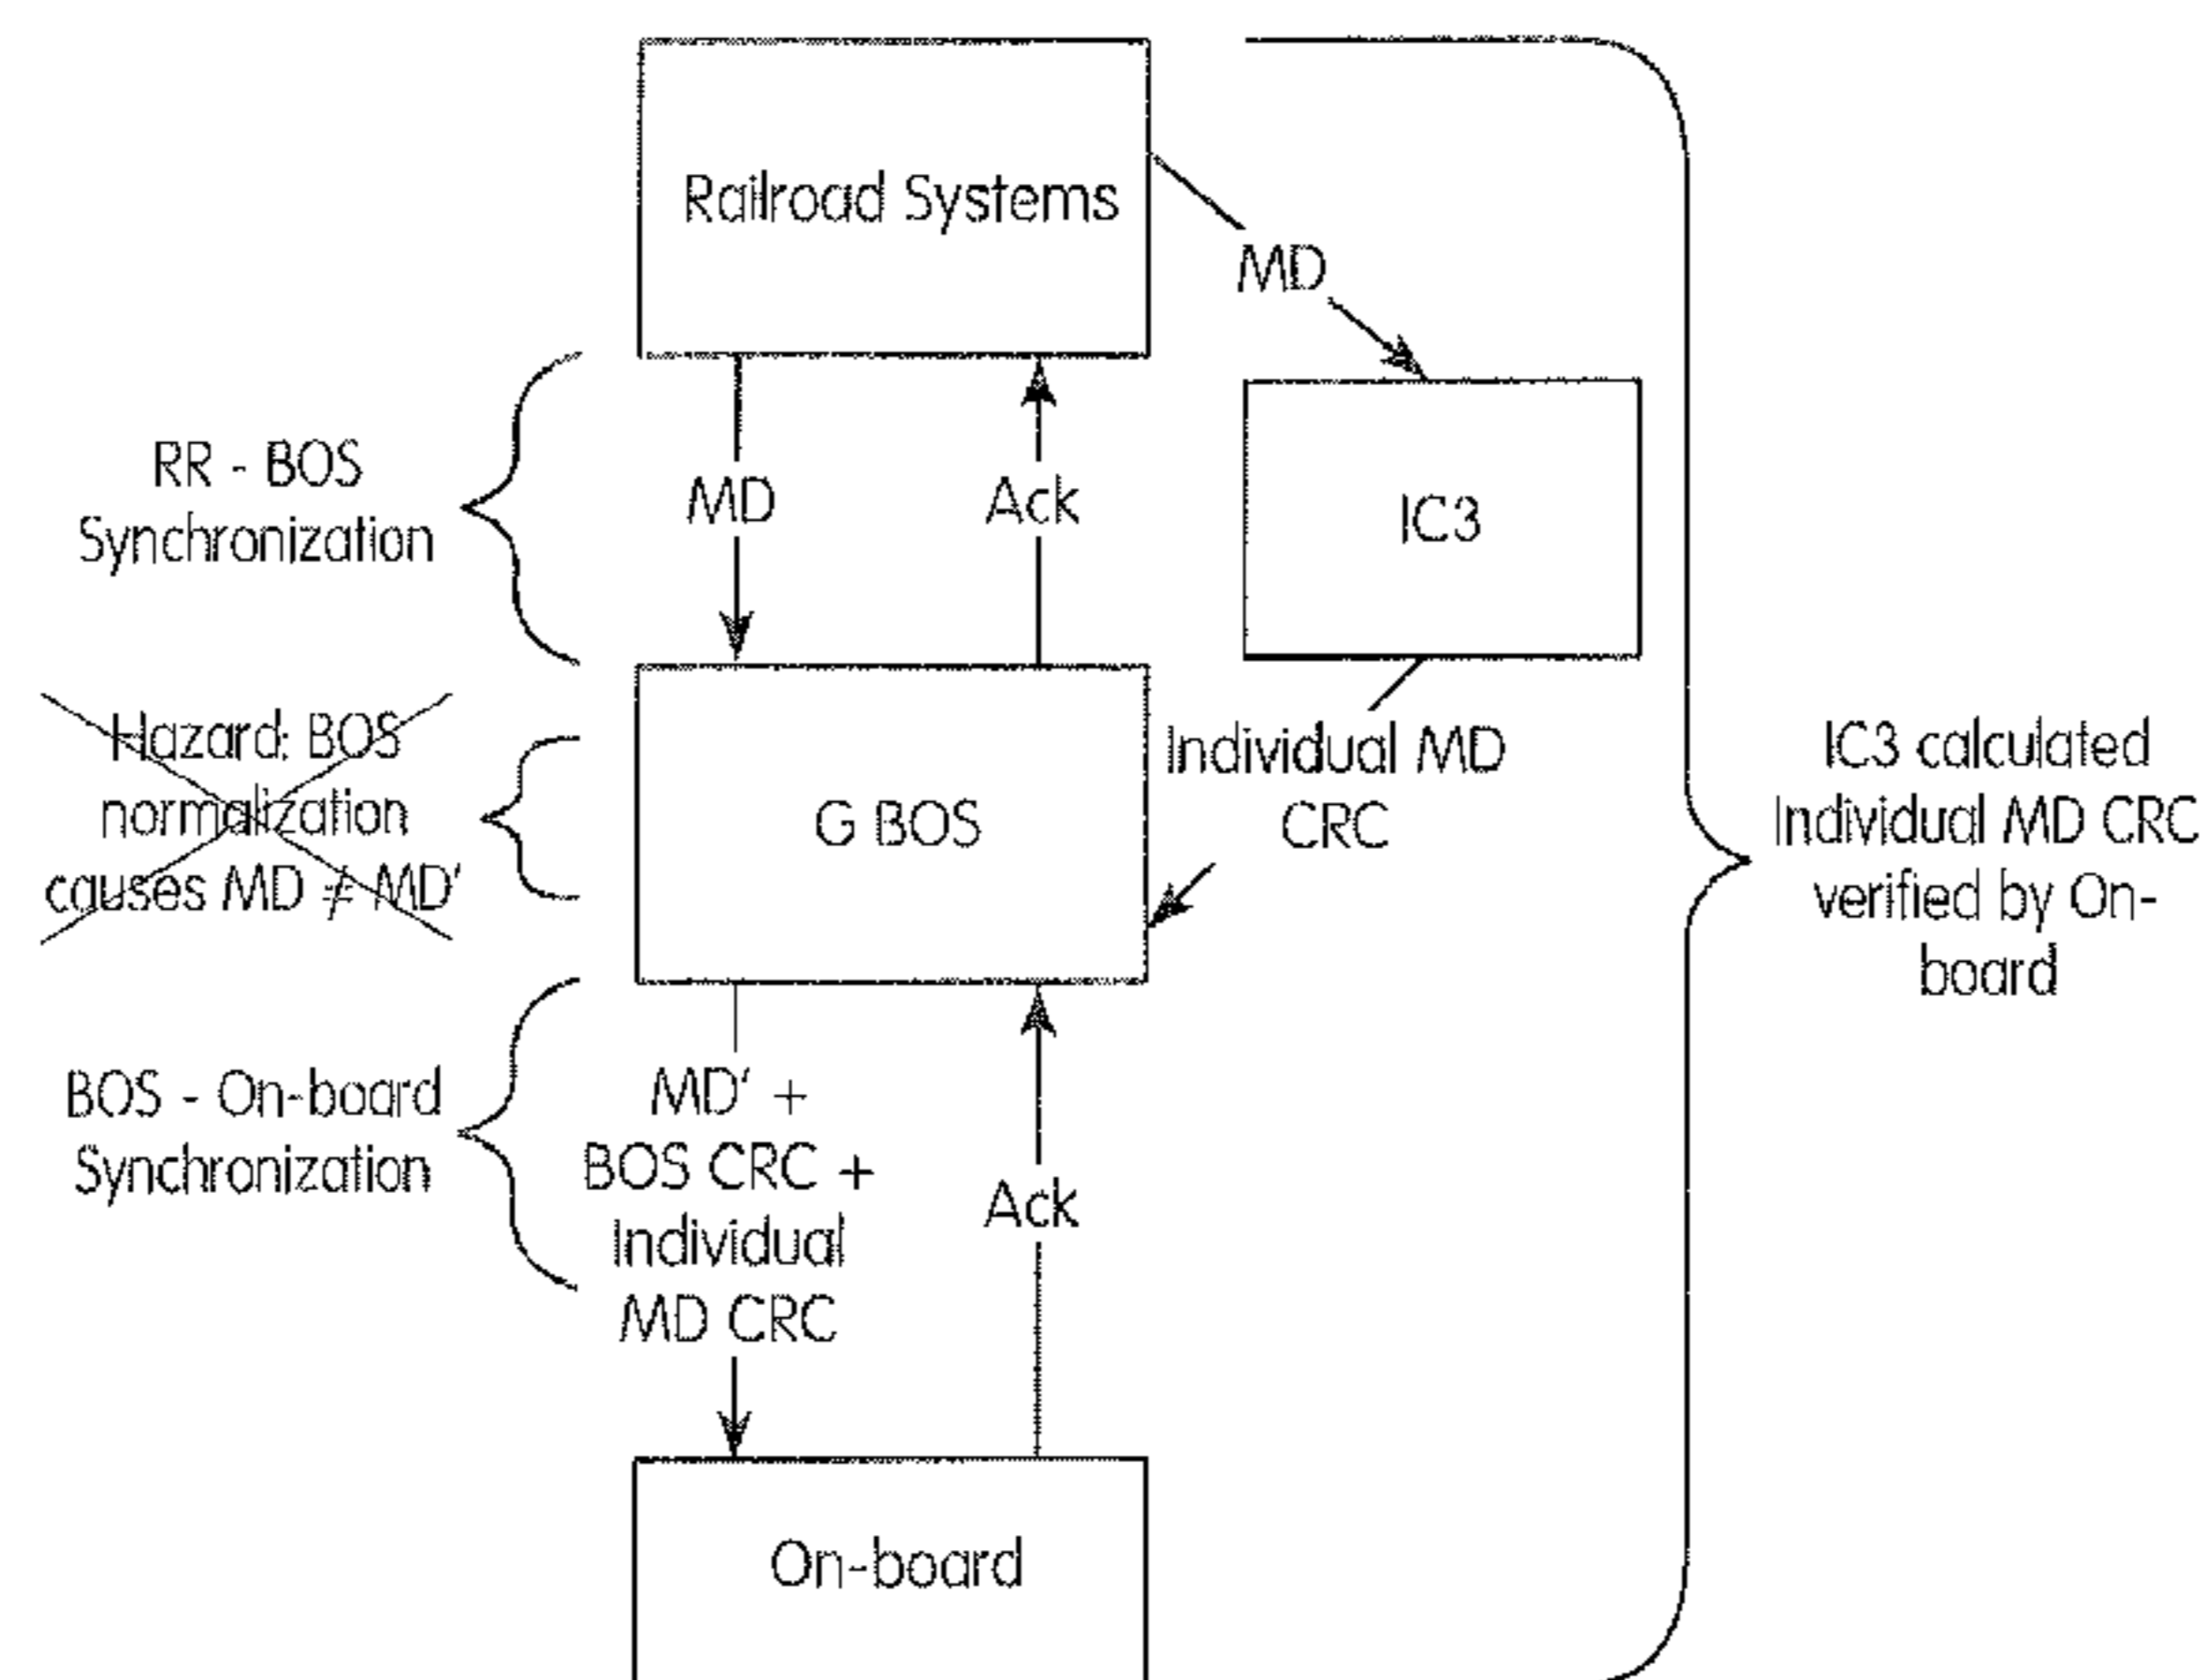 Railroad Systems
MD
RR - BOS
Synchronization
MD
Ack
IC3
Hazard: BOS
normalization
causes MD ≠ MD'
G BOS
Individual MD
CRC
IC3 calculated
Individual MD CRC
verified by On-
board
BOS - On-board
Synchronization
MD' +
BOS CRC +
Individual
MD CRC
Ack
On-board